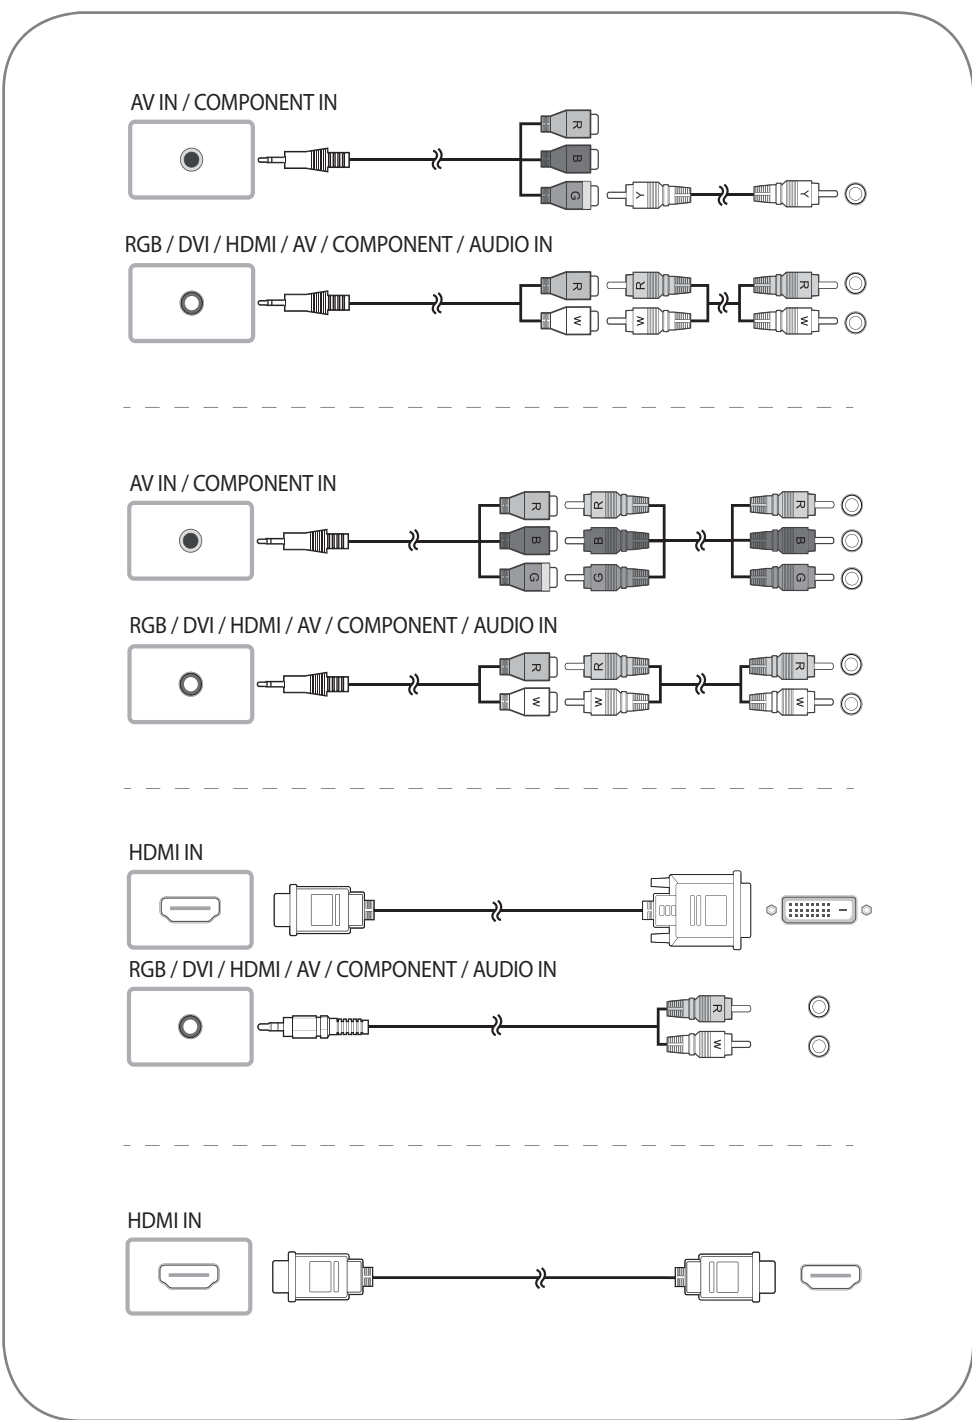 AV IN / COMPONENT IN
R
B
G Y Y
RGB / DVI / HDMI / AV / COMPONENT / AUDIO IN
R R R
W W W
AV IN / COMPONENT IN
R R R
B B B
G G G
RGB / DVI / HDMI / AV / COMPONENT / AUDIO IN
R R R
W W W
HDMI IN
RGB / DVI / HDMI / AV / COMPONENT / AUDIO IN
R
W
HDMI IN